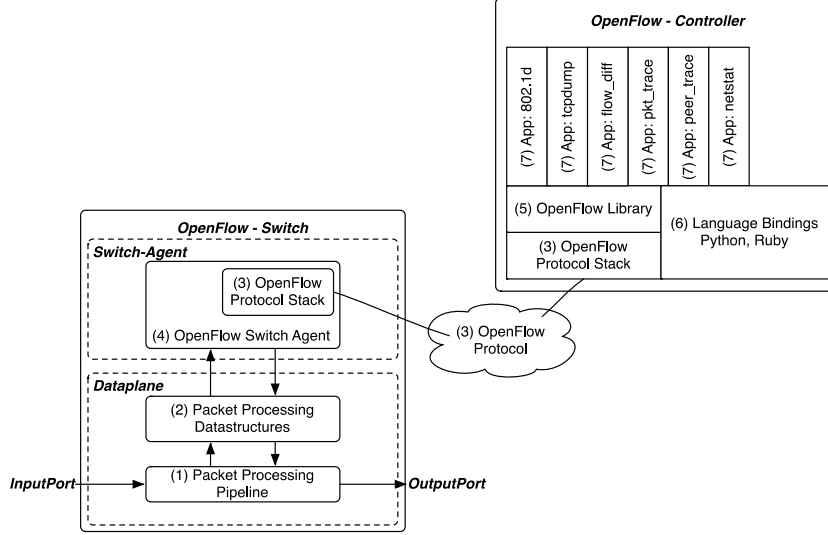 OpenFlow - Controller
(7) App: 802.1d
(7) App: tcpdump
(7) App: flow_diff
(7) App: pkt_trace
(7) App: peer_trace
(7) App: netstat
(5) OpenFlow Library
(3) OpenFlow
Protocol Stack
(6) Language Bindings
Python, Ruby
OpenFlow - Switch
Switch-Agent
(3) OpenFlow
Protocol Stack
(4) OpenFlow Switch Agent
(3) OpenFlow
Protocol
Dataplane
(2) Packet Processing
Datastructures
InputPort
(1) Packet Processing
Pipeline
OutputPort